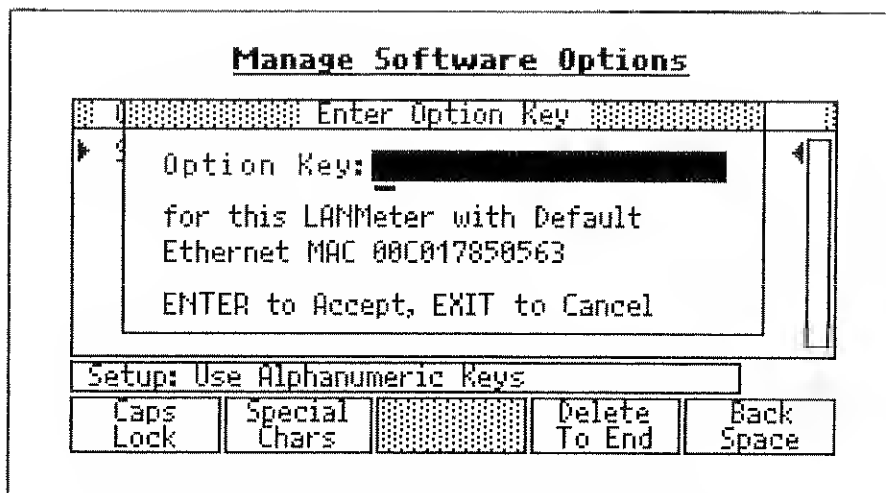 Manage Software Options
Enter Option Key
Option Key:
for this LANMeter with Default
Ethernet MAC 00C017850563
ENTER to Accept, EXIT to Cancel
Setup: Use Alphanumeric Keys
Caps Lock
Special Chars
Delete To End
Back Space